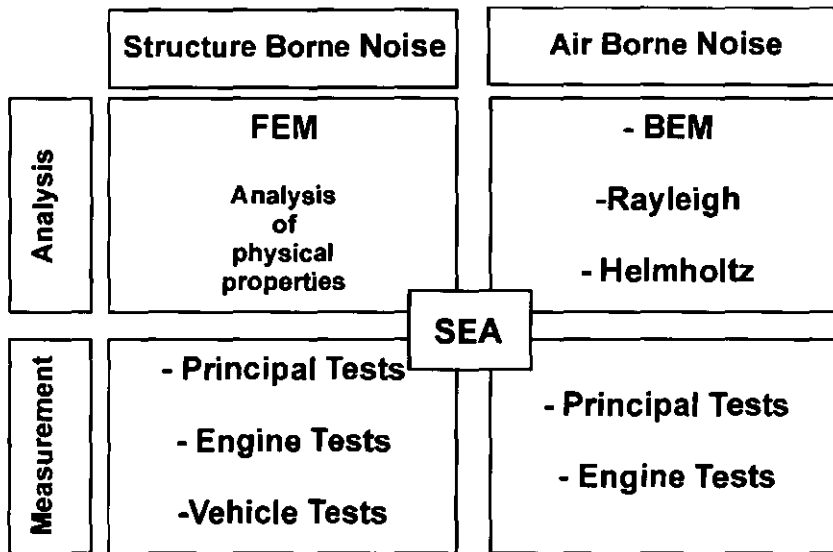 Structure Borne Noise
Air Borne Noise
Analysis
FEM
Analysis
of
physical
properties
- BEM
-Rayleigh
- Helmholtz
SEA
Measurement
- Principal Tests
- Engine Tests
-Vehicle Tests
- Principal Tests
- Engine Tests